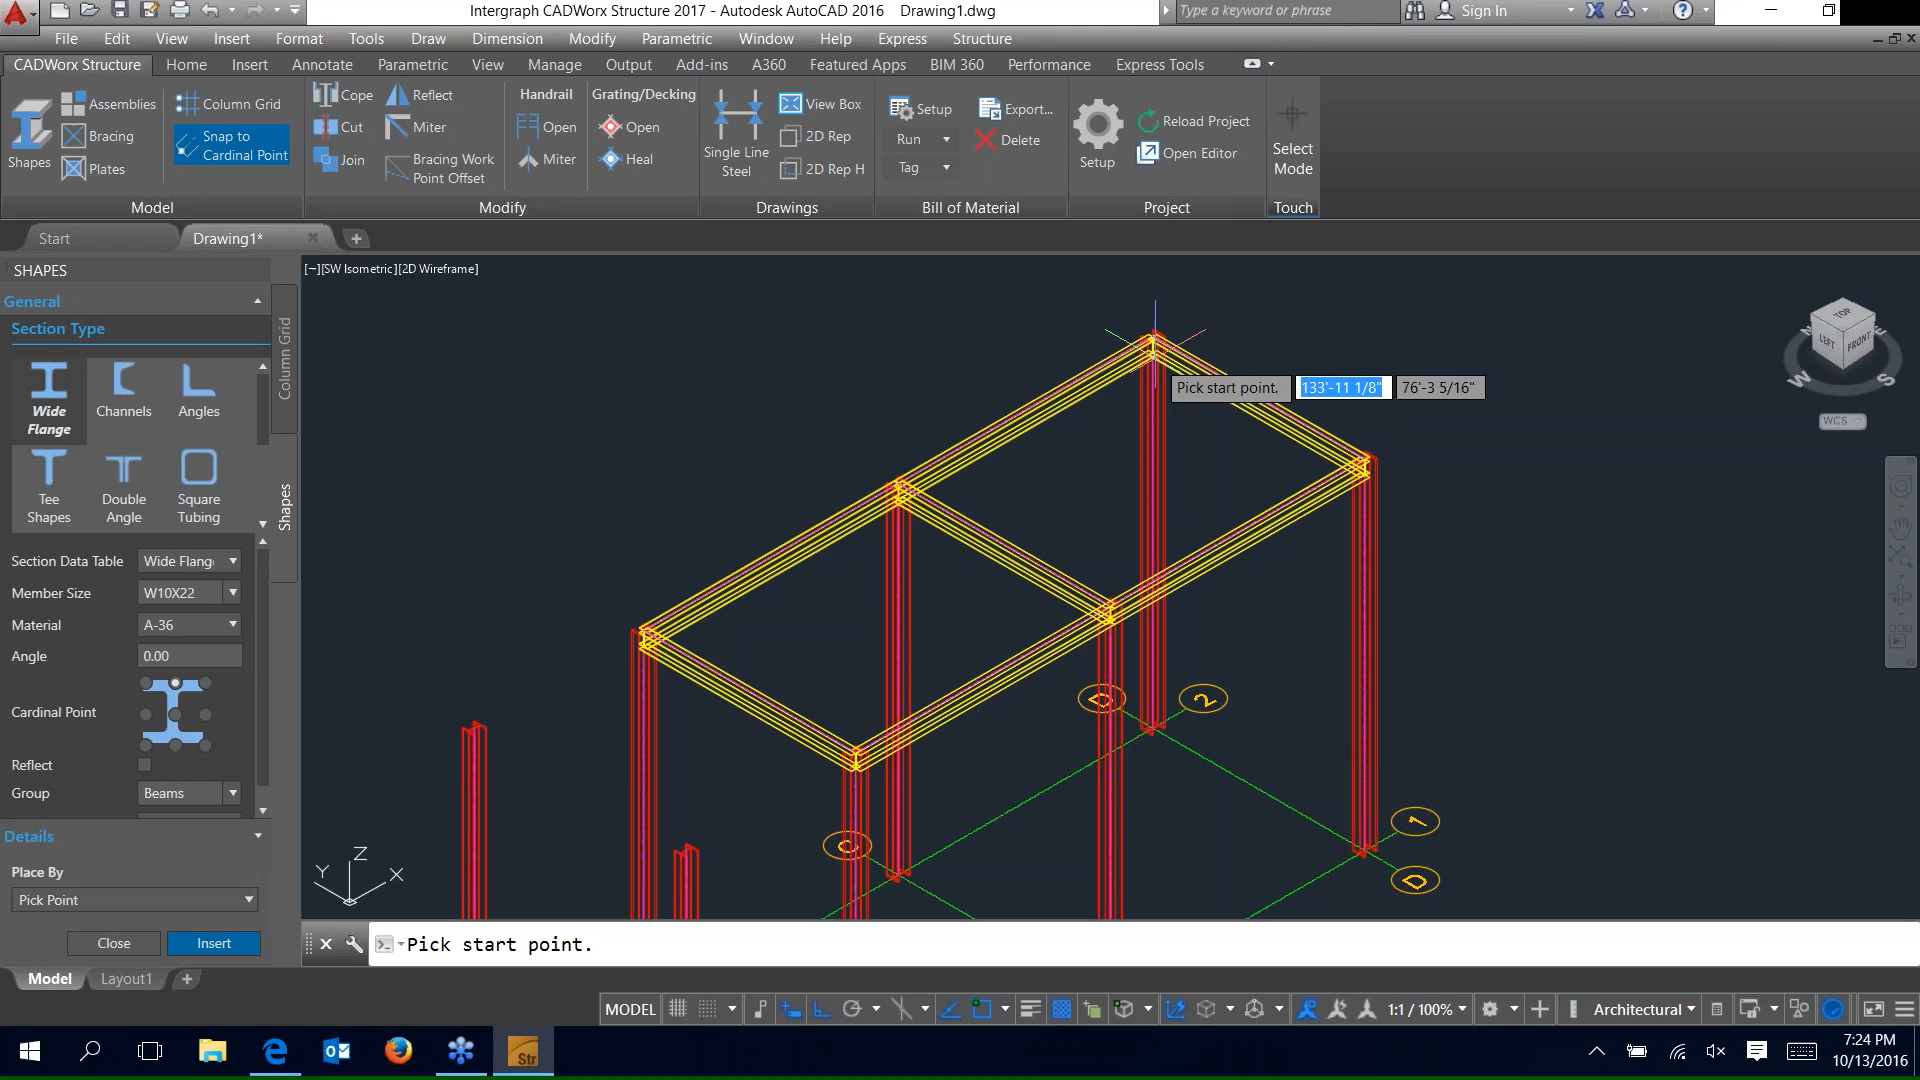 Intergraph CADWorx Structure 2017 - Autodesk AutoCAD 2016 Drawing1.dwg
Type a keyword or phrase
Sign In
File Edit View Insert Format Tools Draw Dimension Modify Parametric Window Help Express Structure
CADWorx Structure Home Insert Annotate Parametric View Manage Output Add-ins A360 Featured Apps BIM 360 Performance Express Tools
Shapes
Assemblies
Bracing
Plates
Column Grid
Snap to
Cardinal Point
Model
Cope
Cut
Join
Reflect
Miter
Bracing Work
Point Offset
Handrail
Open
Miter
Grating/Decking
Open
Heal
Modify
Single Line
Steel
View Box
2D Rep
2D Rep H
Drawings
Setup
Run
Tag
Export...
Delete
Bill of Material
Setup
Reload Project
Open Editor
Project
Select
Mode
Touch
Start
Drawing1*
SHAPES
General
Section Type
Wide
Flange
Channels
Angles
Tee
Shapes
Double
Angle
Square
Tubing
Column Grid
Shapes
Section Data Table Wide Flang
Member Size W10X22
Material A-36
Angle 0.00
Cardinal Point
Reflect
Group Beams
Details
Place By
Pick Point
Close
Insert
[−][SW Isometric][2D Wireframe]
Pick start point. 133'-11 1/8" 76'-3 5/16"
TOP
LEFT
FRONT
W
S
WCS
D
2
1
C
D
Z
Y
X
Pick start point.
Model
Layout1
MODEL
1:1 / 100%
Architectural
Str
7:24 PM
10/13/2016